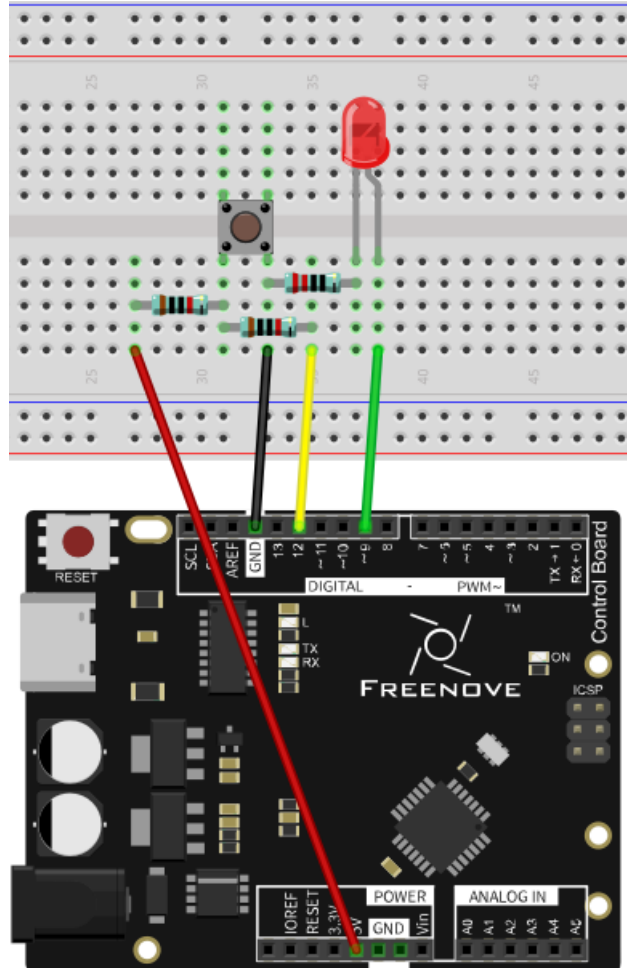 25 30 35 40 45
25 30 40 45
RESET
SCL
AREF
GND
13
12
~11
~10
~9
8
7
~6
~5
4
~3
2
TX→1
RX←0
DIGITAL - PWM~
Control Board
L
TX
RX
™
FREENOVE
ON
ICSP
POWER
ANALOG IN
IOREF
RESET
3.3V
5V
GND
Vin
A0
A1
A2
A3
A4
A5